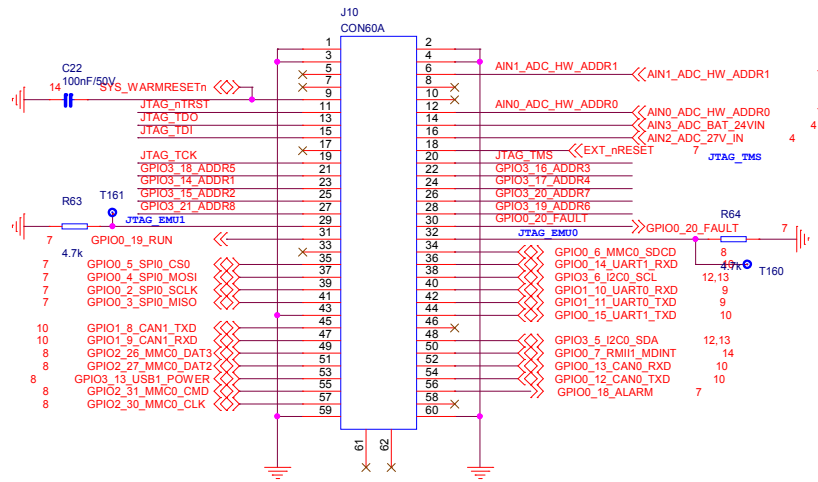 J10
CON60A
1 2
3 4
5 6 AIN1_ADC_HW_ADDR1 AIN1_ADC_HW_ADDR1
C22
100nF/50V
14 SYS_WARMRESETn 7 8
9 10
JTAG_nTRST 11 12 AIN0_ADC_HW_ADDR0 AIN0_ADC_HW_ADDR0
JTAG_TDO 13 14 AIN3_ADC_BAT_24VIN 4
JTAG_TDI 15 16 AIN2_ADC_27V_IN 4
17 18 EXT_nRESET 7
JTAG_TCK 19 20 JTAG_TMS JTAG_TMS
GPIO3_18_ADDR5 21 22 GPIO3_16_ADDR3
GPIO3_14_ADDR1 23 24 GPIO3_17_ADDR4
GPIO3_15_ADDR2 25 26 GPIO3_20_ADDR7
GPIO3_21_ADDR8 27 28 GPIO3_19_ADDR6
R63 T161 JTAG_EMU1 29 30 GPIO0_20_FAULT GPIO0_20_FAULT 7
4.7k
7 GPIO0_19_RUN 31 32 JTAG_EMU0 R64
4.7k T160
33 34 GPIO0_6_MMC0_SDCD 8
7 GPIO0_5_SPI0_CS0 35 36 GPIO0_14_UART1_RXD
7 GPIO0_4_SPI0_MOSI 37 38 GPIO3_6_I2C0_SCL 12,13
7 GPIO0_2_SPI0_SCLK 39 40 GPIO1_10_UART0_RXD 9
7 GPIO0_3_SPI0_MISO 41 42 GPIO1_11_UART0_TXD 9
43 44 GPIO0_15_UART1_TXD 10
10 GPIO1_8_CAN1_TXD 45 46
10 GPIO1_9_CAN1_RXD 47 48 GPIO3_5_I2C0_SDA 12,13
8 GPIO2_26_MMC0_DAT3 49 50 GPIO0_7_RMII1_MDINT 14
8 GPIO2_27_MMC0_DAT2 51 52 GPIO0_13_CAN0_RXD 10
8 GPIO3_13_USB1_POWER 53 54 GPIO0_12_CAN0_TXD 10
8 GPIO2_31_MMC0_CMD 55 56 GPIO0_18_ALARM 7
8 GPIO2_30_MMC0_CLK 57 58
59 60
61 62